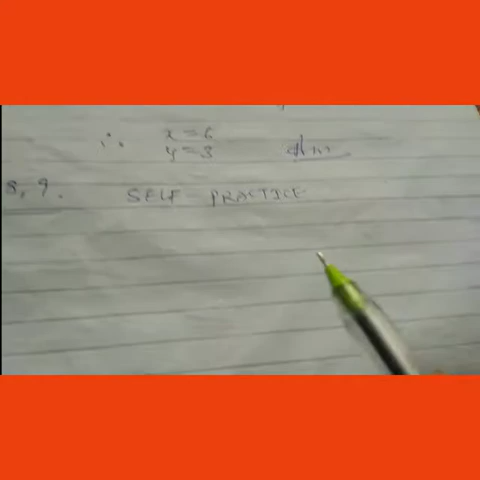 ∴ x = 6
y = 3 Ans
8, 9. SELF PRACTICE